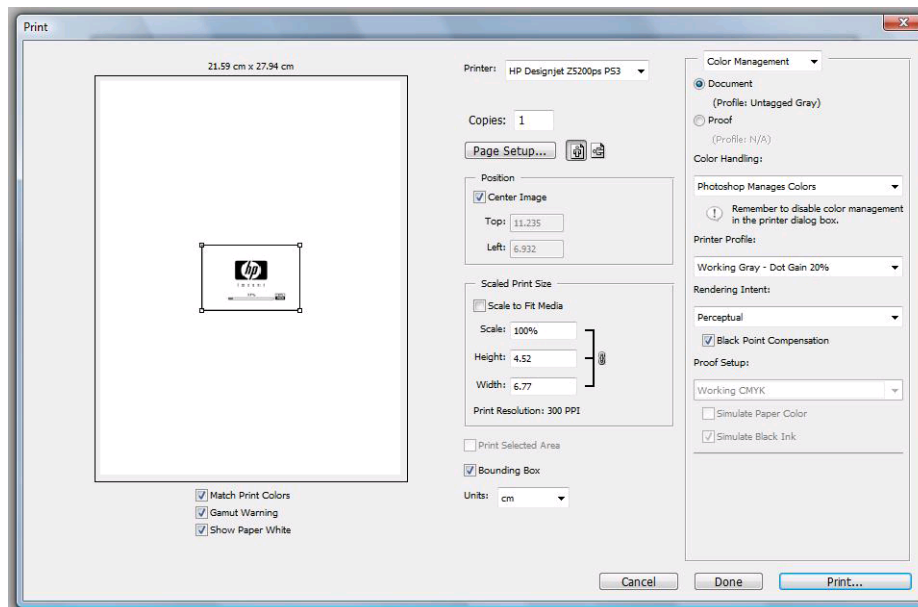 Print
21.59 cm x 27.94 cm
hp
invent
Match Print Colors
Gamut Warning
Show Paper White
Printer: HP Designjet Z5200ps PS3
Copies: 1
Page Setup...
Position
Center Image
Top: 11.235
Left: 6.932
Scaled Print Size
Scale to Fit Media
Scale: 100%
Height: 4.52
Width: 6.77
Print Resolution: 300 PPI
Print Selected Area
Bounding Box
Units: cm
Color Management
Document
(Profile: Untagged Gray)
Proof
(Profile: N/A)
Color Handling:
Photoshop Manages Colors
Remember to disable color management
in the printer dialog box.
Printer Profile:
Working Gray - Dot Gain 20%
Rendering Intent:
Perceptual
Black Point Compensation
Proof Setup:
Working CMYK
Simulate Paper Color
Simulate Black Ink
Cancel
Done
Print...